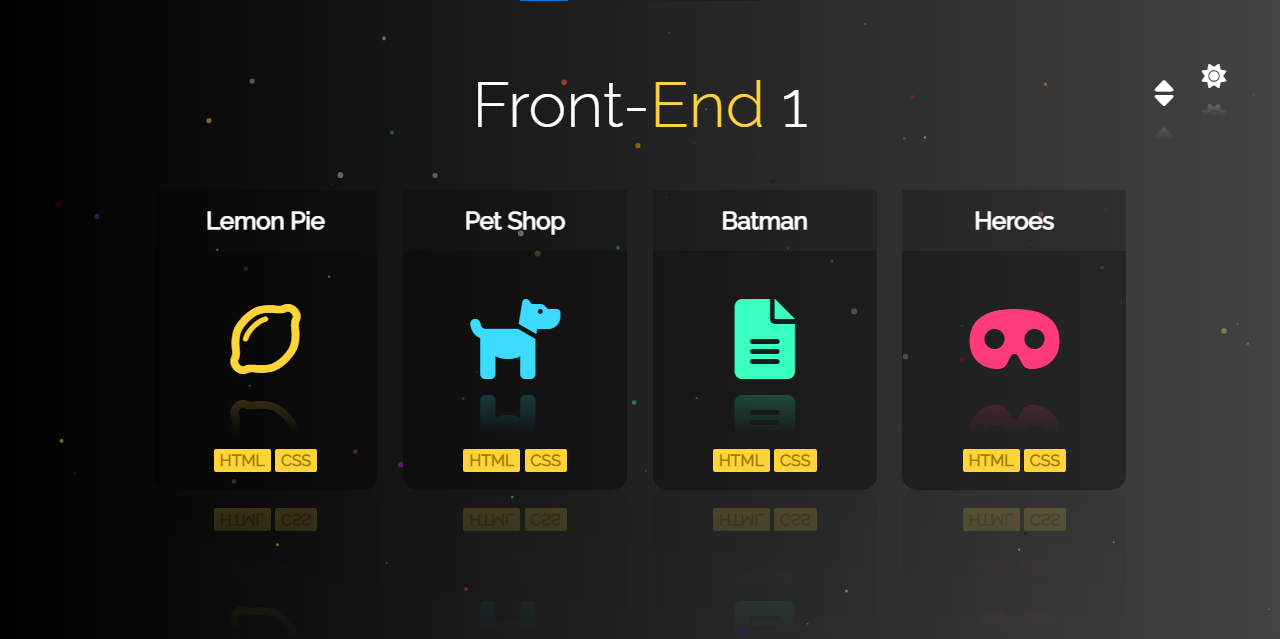 Front-End 1
Lemon Pie
Pet Shop
Batman
Heroes
HTML CSS
HTML CSS
HTML CSS
HTML CSS